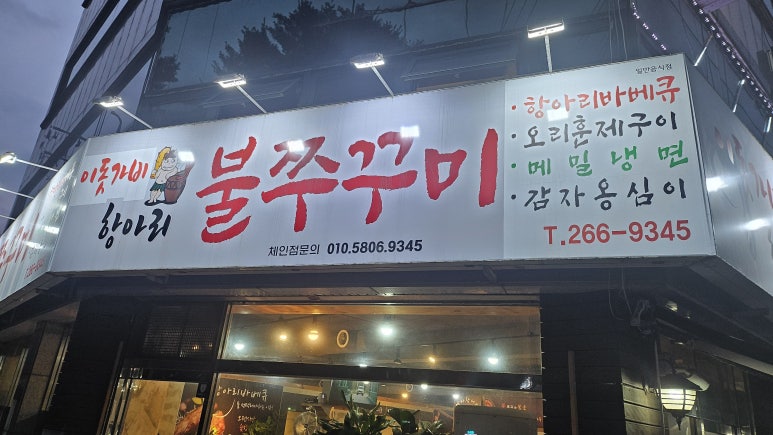 일반음식점
이돗가비
항아리
불쭈꾸미
체인점문의 010.5806.9345
·항아리바베큐
·오리훈제구이
·메밀냉면
·감자옹심이
T.266-9345
항아리바베큐